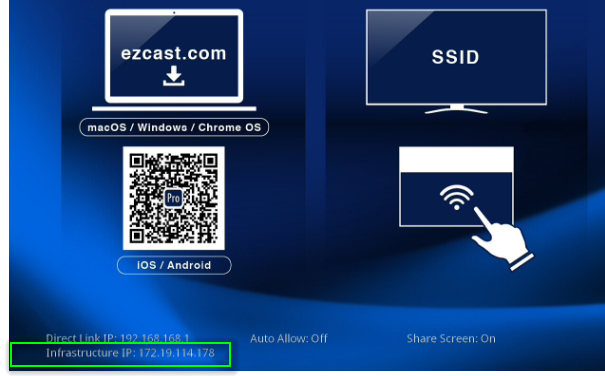 ezcast.com
SSID
macOS / Windows / Chrome OS
Pro
iOS / Android
Direct Link IP: 192.168.168.1 Auto Allow: Off Share Screen: On
Infrastructure IP: 172.19.114.178